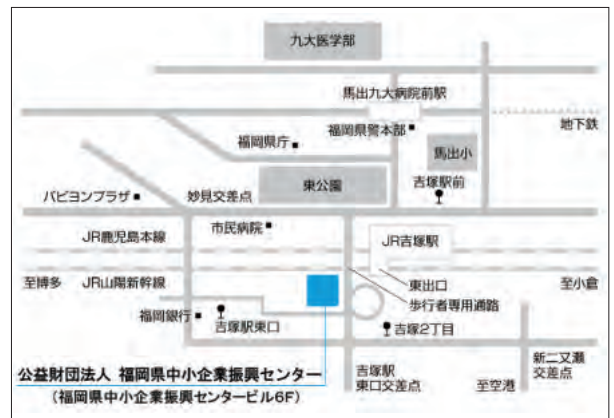 九大医学部
馬出九大病院前駅
地下鉄
福岡県警本部
福岡県庁
馬出小
東公園
吉塚駅前
パピヨンプラザ
妙見交差点
市民病院
JR鹿児島本線
JR吉塚駅
至博多
JR山陽新幹線
東出口
至小倉
歩行者専用通路
福岡銀行
吉塚駅東口
吉塚2丁目
公益財団法人 福岡県中小企業振興センター
(福岡県中小企業振興センタービル6F)
吉塚駅
東口交差点
至空港
新二又瀬
交差点